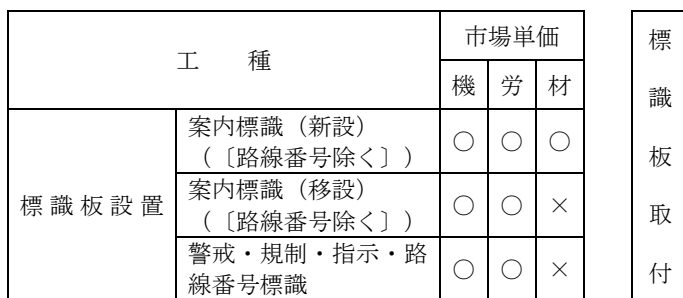 工　種
市場単価
機 労 材
標識板設置
案内標識（新設）
（〔路線番号除く〕）
○ ○ ○
案内標識（移設）
（〔路線番号除く〕）
○ ○ ×
警戒・規制・指示・路
線番号標識
○ ○ ×
標
識
板
取
付